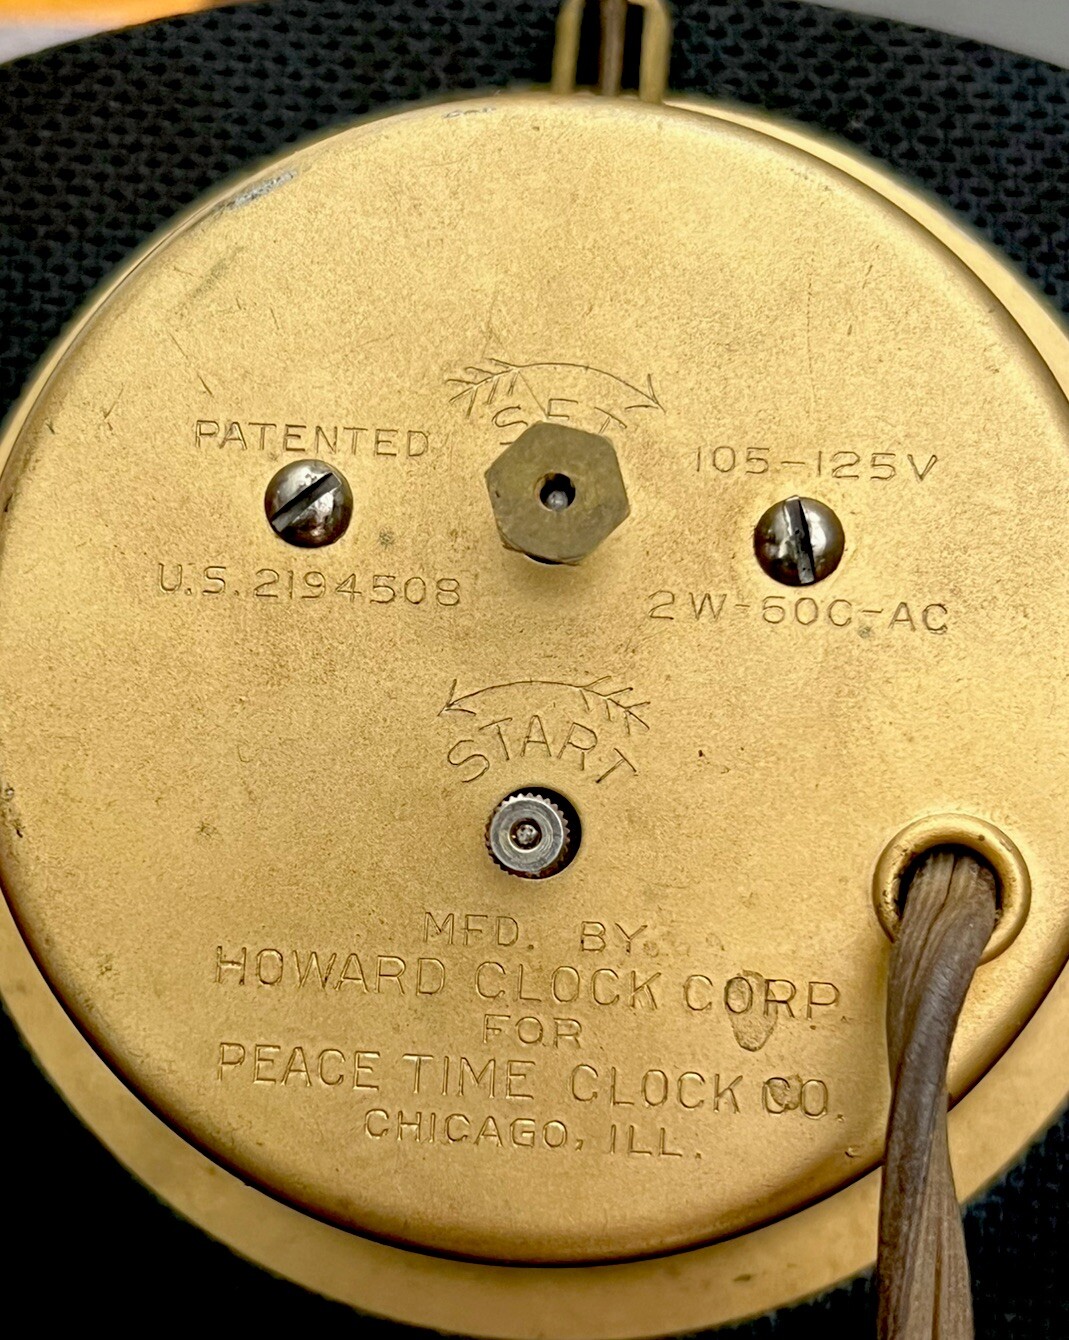 SET
PATENTED
105-125V
U.S. 2194508
2W-60C-AC
START
MFD. BY
HOWARD CLOCK CORP.
FOR
PEACE TIME CLOCK CO.
CHICAGO, ILL.